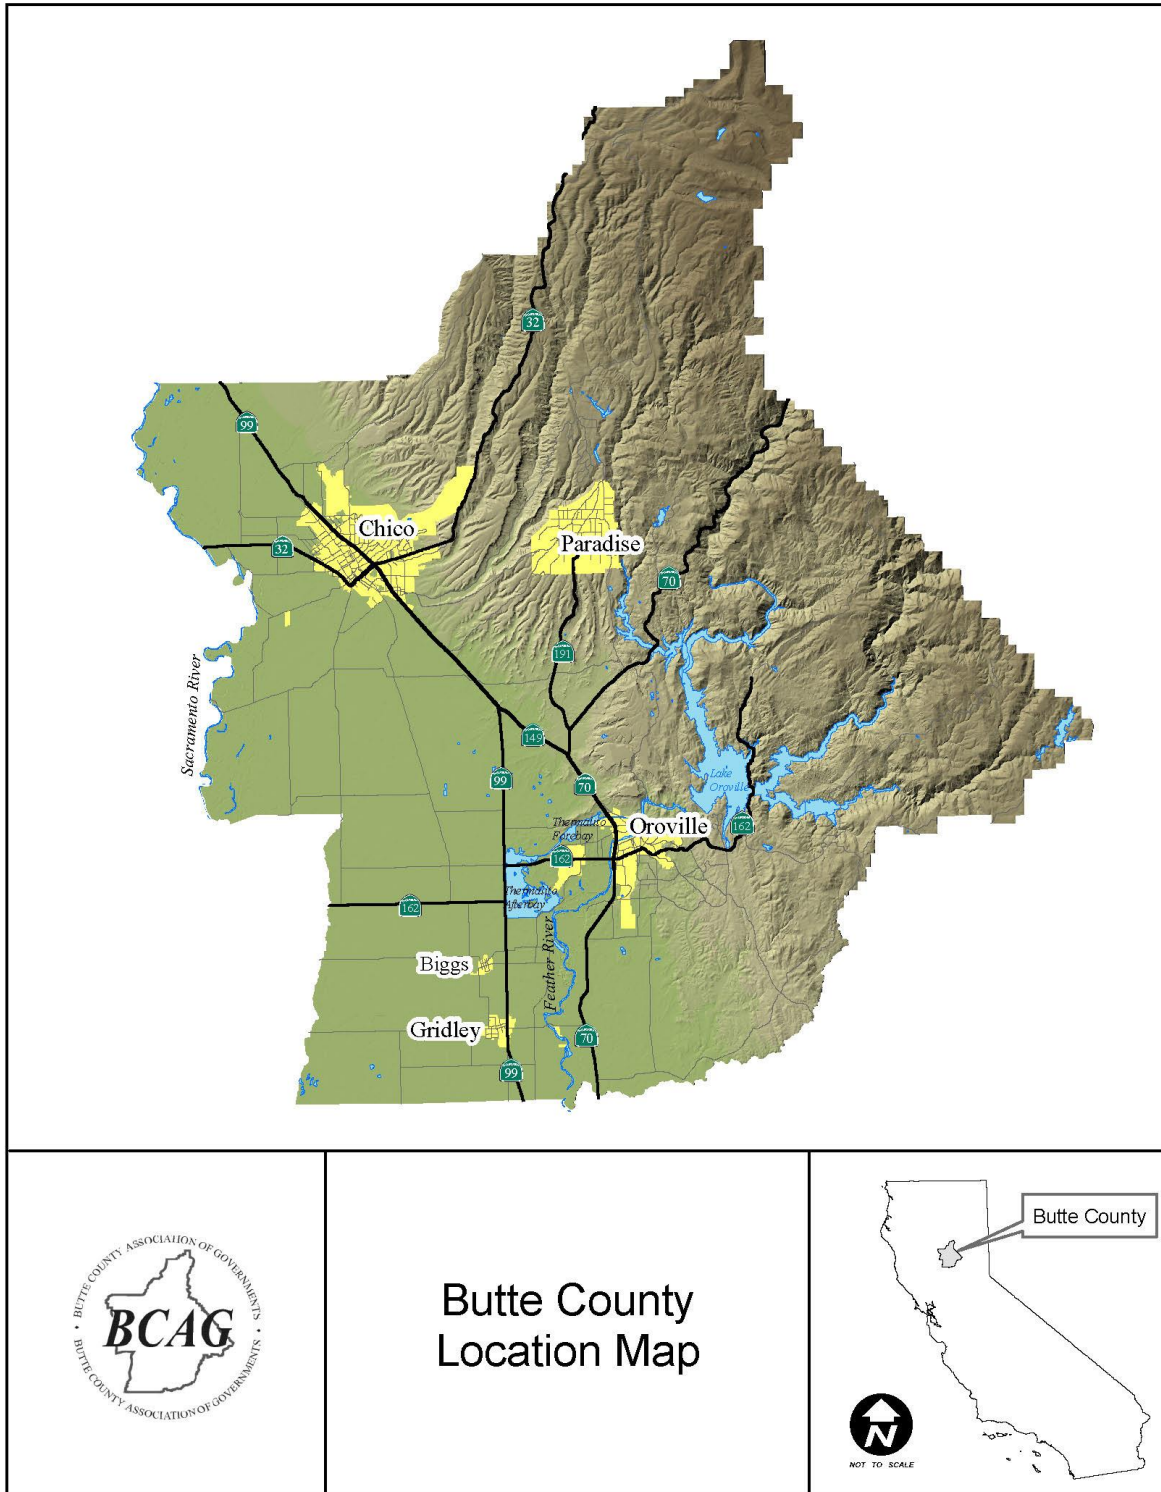 32
99
Chico
32
Paradise
70
191
Sacramento River
149
99
70
Lake
Oroville
Thermalito
Forebay
Oroville
162
162
Thermalito
Afterbay
162
Feather River
Biggs
Gridley
70
99
BUTTE COUNTY ASSOCIATION OF GOVERNMENTS
BCAG
BUTTE COUNTY ASSOCIATION OF GOVERNMENTS
Butte County
Location Map
Butte County
N
NOT TO SCALE